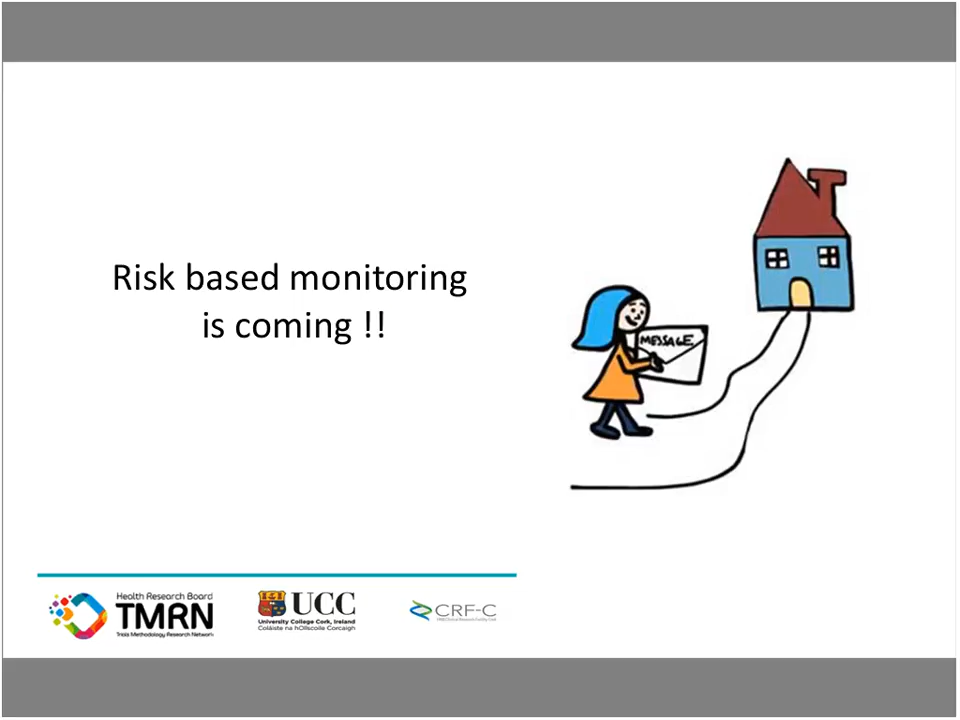 Risk based monitoring
is coming !!
MESSAGE
Health Research Board
TMRN
Trials Methodology Research Network
UCC
University College Cork, Ireland
Coláiste na hOllscoile Corcaigh
CRF-C